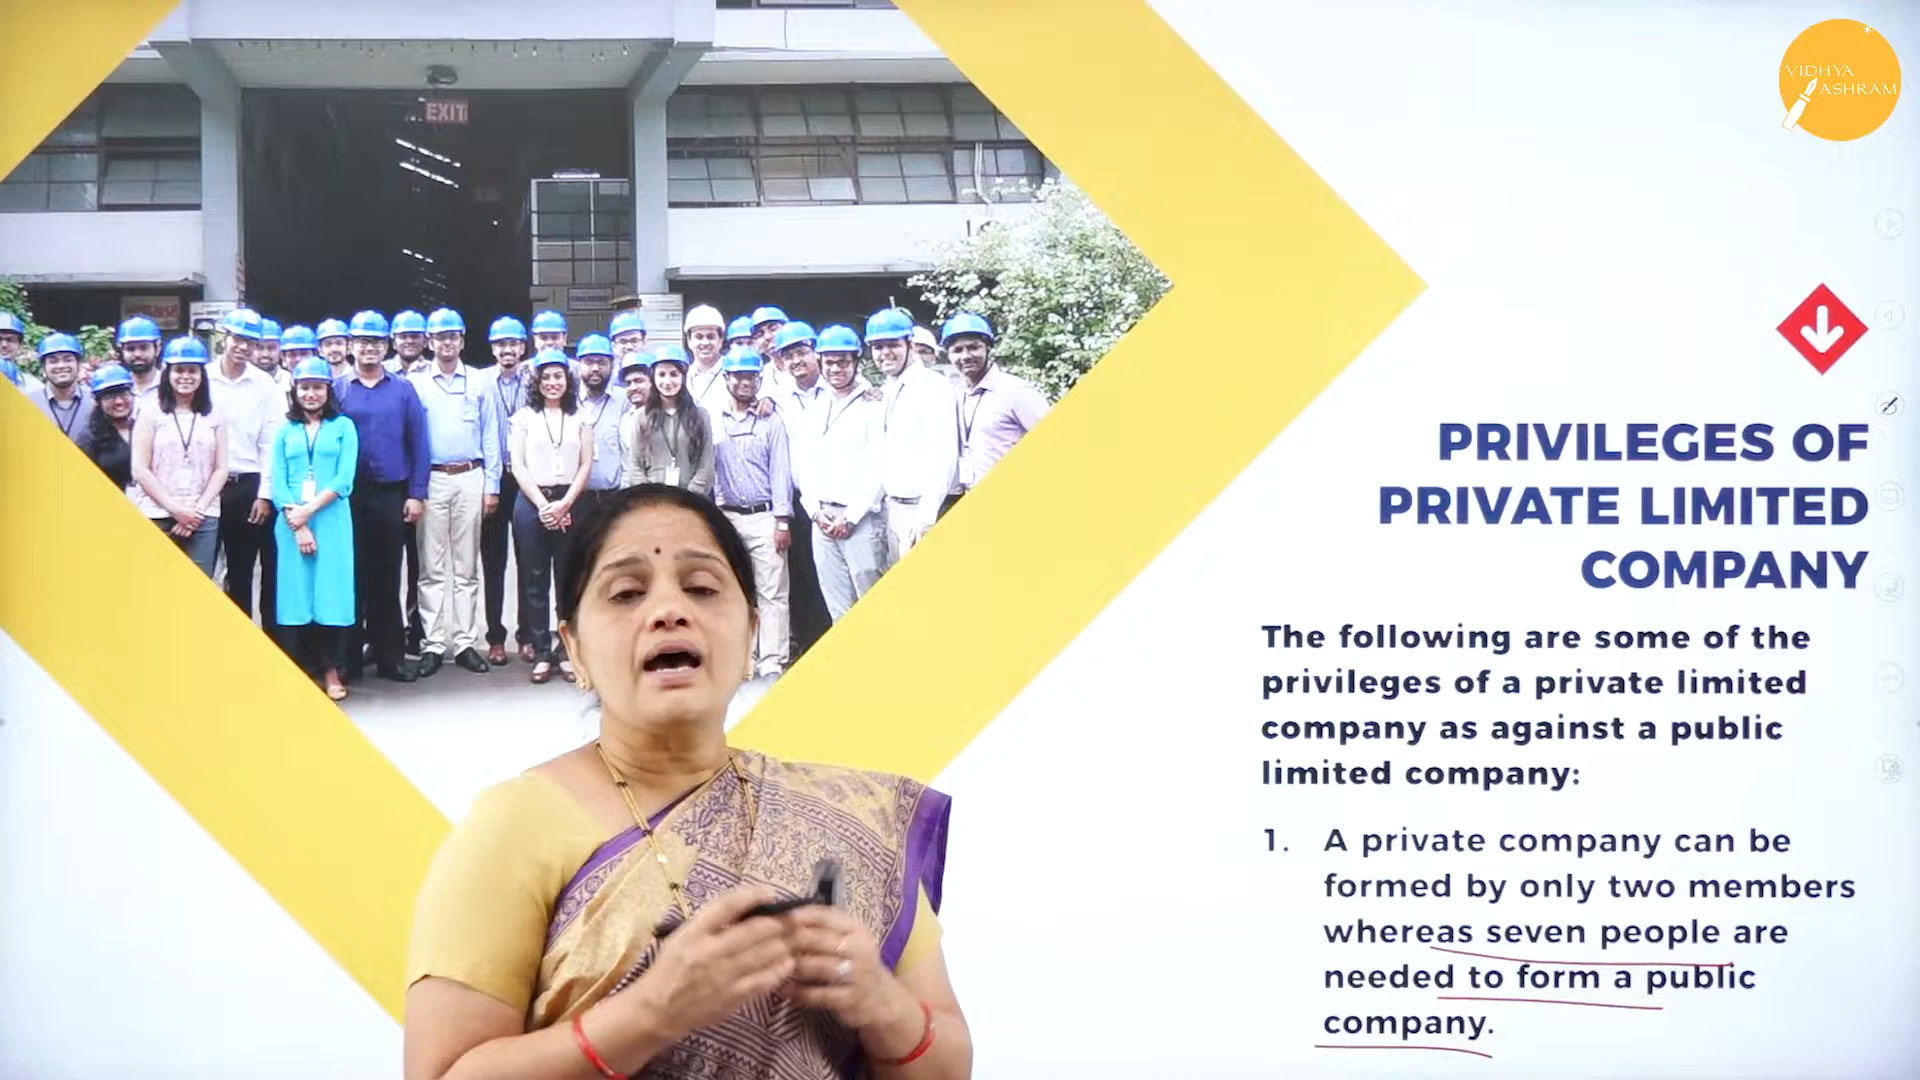 EXIT
VIDHYA
ASHRAM
PRIVILEGES OF
PRIVATE LIMITED
COMPANY
The following are some of the
privileges of a private limited
company as against a public
limited company:
1. A private company can be
formed by only two members
whereas seven people are
needed to form a public
company.